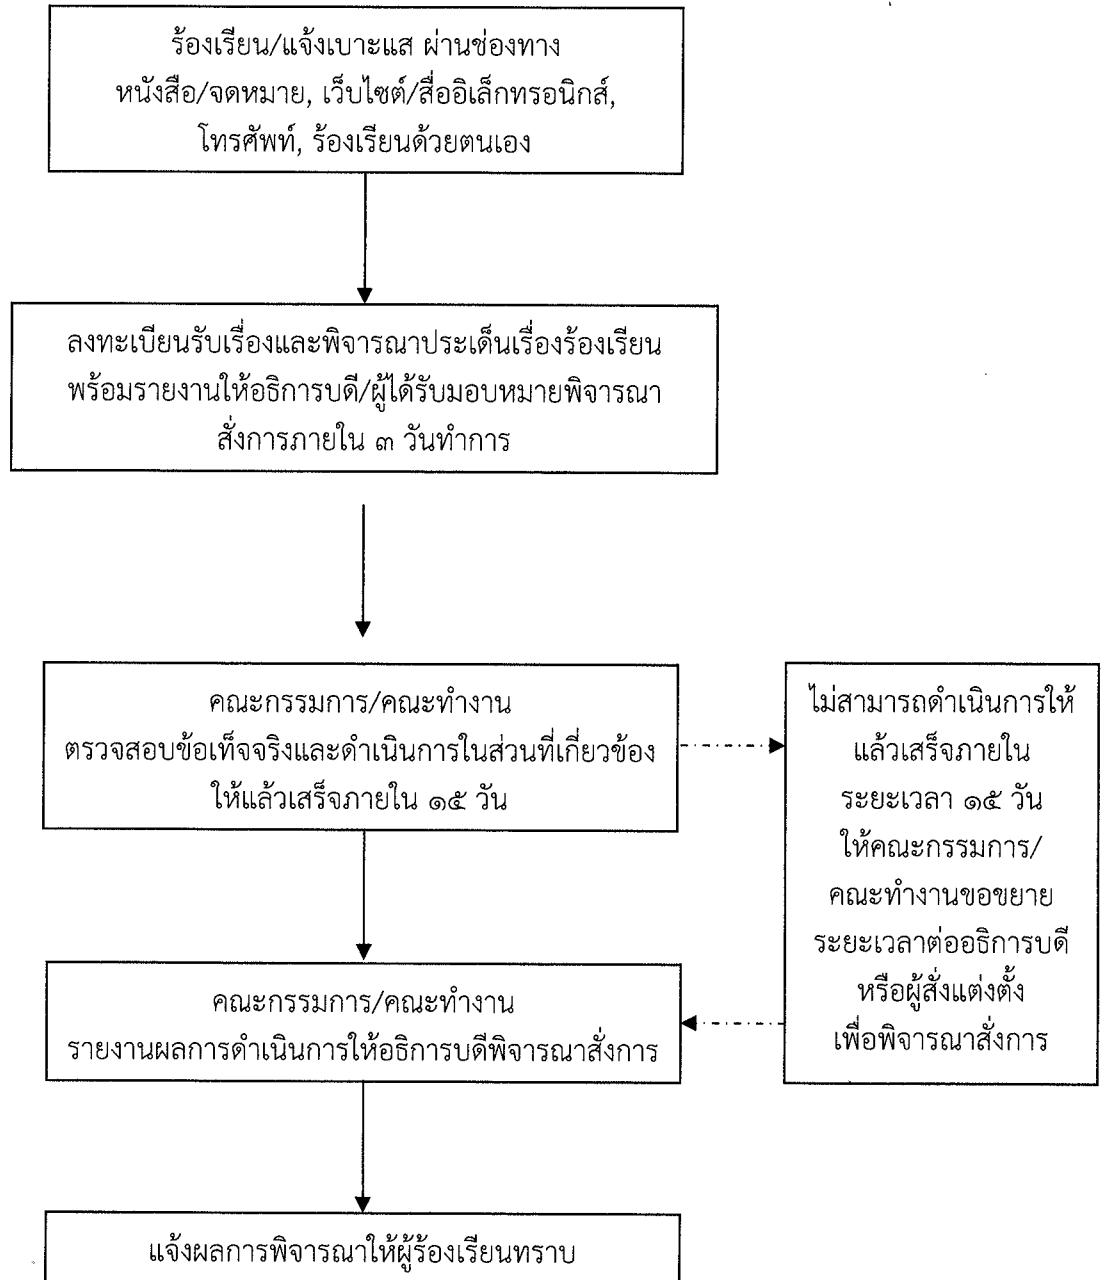 ร้องเรียน/แจ้งเบาะแส ผ่านช่องทาง
หนังสือ/จดหมาย, เว็บไซต์/สื่ออิเล็กทรอนิกส์,
โทรศัพท์, ร้องเรียนด้วยตนเอง
ลงทะเบียนรับเรื่องและพิจารณาประเด็นเรื่องร้องเรียน
พร้อมรายงานให้อธิการบดี/ผู้ได้รับมอบหมายพิจารณา
สั่งการภายใน ๓ วันทำการ
คณะกรรมการ/คณะทำงาน
ตรวจสอบข้อเท็จจริงและดำเนินการในส่วนที่เกี่ยวข้อง
ให้แล้วเสร็จภายใน ๑๕ วัน
ไม่สามารถดำเนินการให้
แล้วเสร็จภายใน
ระยะเวลา ๑๕ วัน
ให้คณะกรรมการ/
คณะทำงานขอขยาย
ระยะเวลาต่ออธิการบดี
หรือผู้สั่งแต่งตั้ง
เพื่อพิจารณาสั่งการ
คณะกรรมการ/คณะทำงาน
รายงานผลการดำเนินการให้อธิการบดีพิจารณาสั่งการ
แจ้งผลการพิจารณาให้ผู้ร้องเรียนทราบ